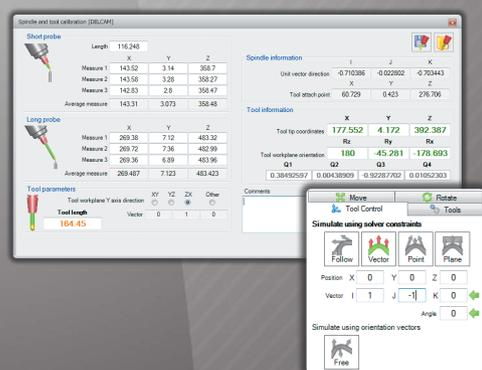 Spindle and tool calibration [DELCAM]
Short probe
Length 116.248
X Y Z
Measure 1 143.52 3.14 358.7
Measure 2 143.58 3.28 358.27
Measure 3 142.83 2.8 358.47
Average measure 143.31 3.073 358.48
Long probe
X Y Z
Measure 1 269.38 7.12 483.32
Measure 2 269.72 7.36 482.99
Measure 3 269.36 6.89 483.96
Average measure 269.487 7.123 483.423
Tool parameters
XY YZ ZX Other
Tool workplane Y axis direction
Tool length
164.45
Vector 0 1 0
Spindle information
I J K
Unit vector direction -0.710386 -0.022802 -0.703443
X Y Z
Tool attach point 60.729 0.423 276.706
Tool information
X Y Z
Tool tip coordinates 177.552 4.172 392.387
Rz Ry Rx
Tool workplane orientation 180 -45.281 -178.693
Q1 Q2 Q3 Q4
0.38492597 0.00438909 -0.92287702 0.01052303
Comments
Move Rotate
Tool Control Tools
Simulate using solver constraints
Follow Vector Point Plane
Position X 0 Y 0 Z 0
Vector I 1 J -1 K 0
Angle 0
Simulate using orientation vectors
Free